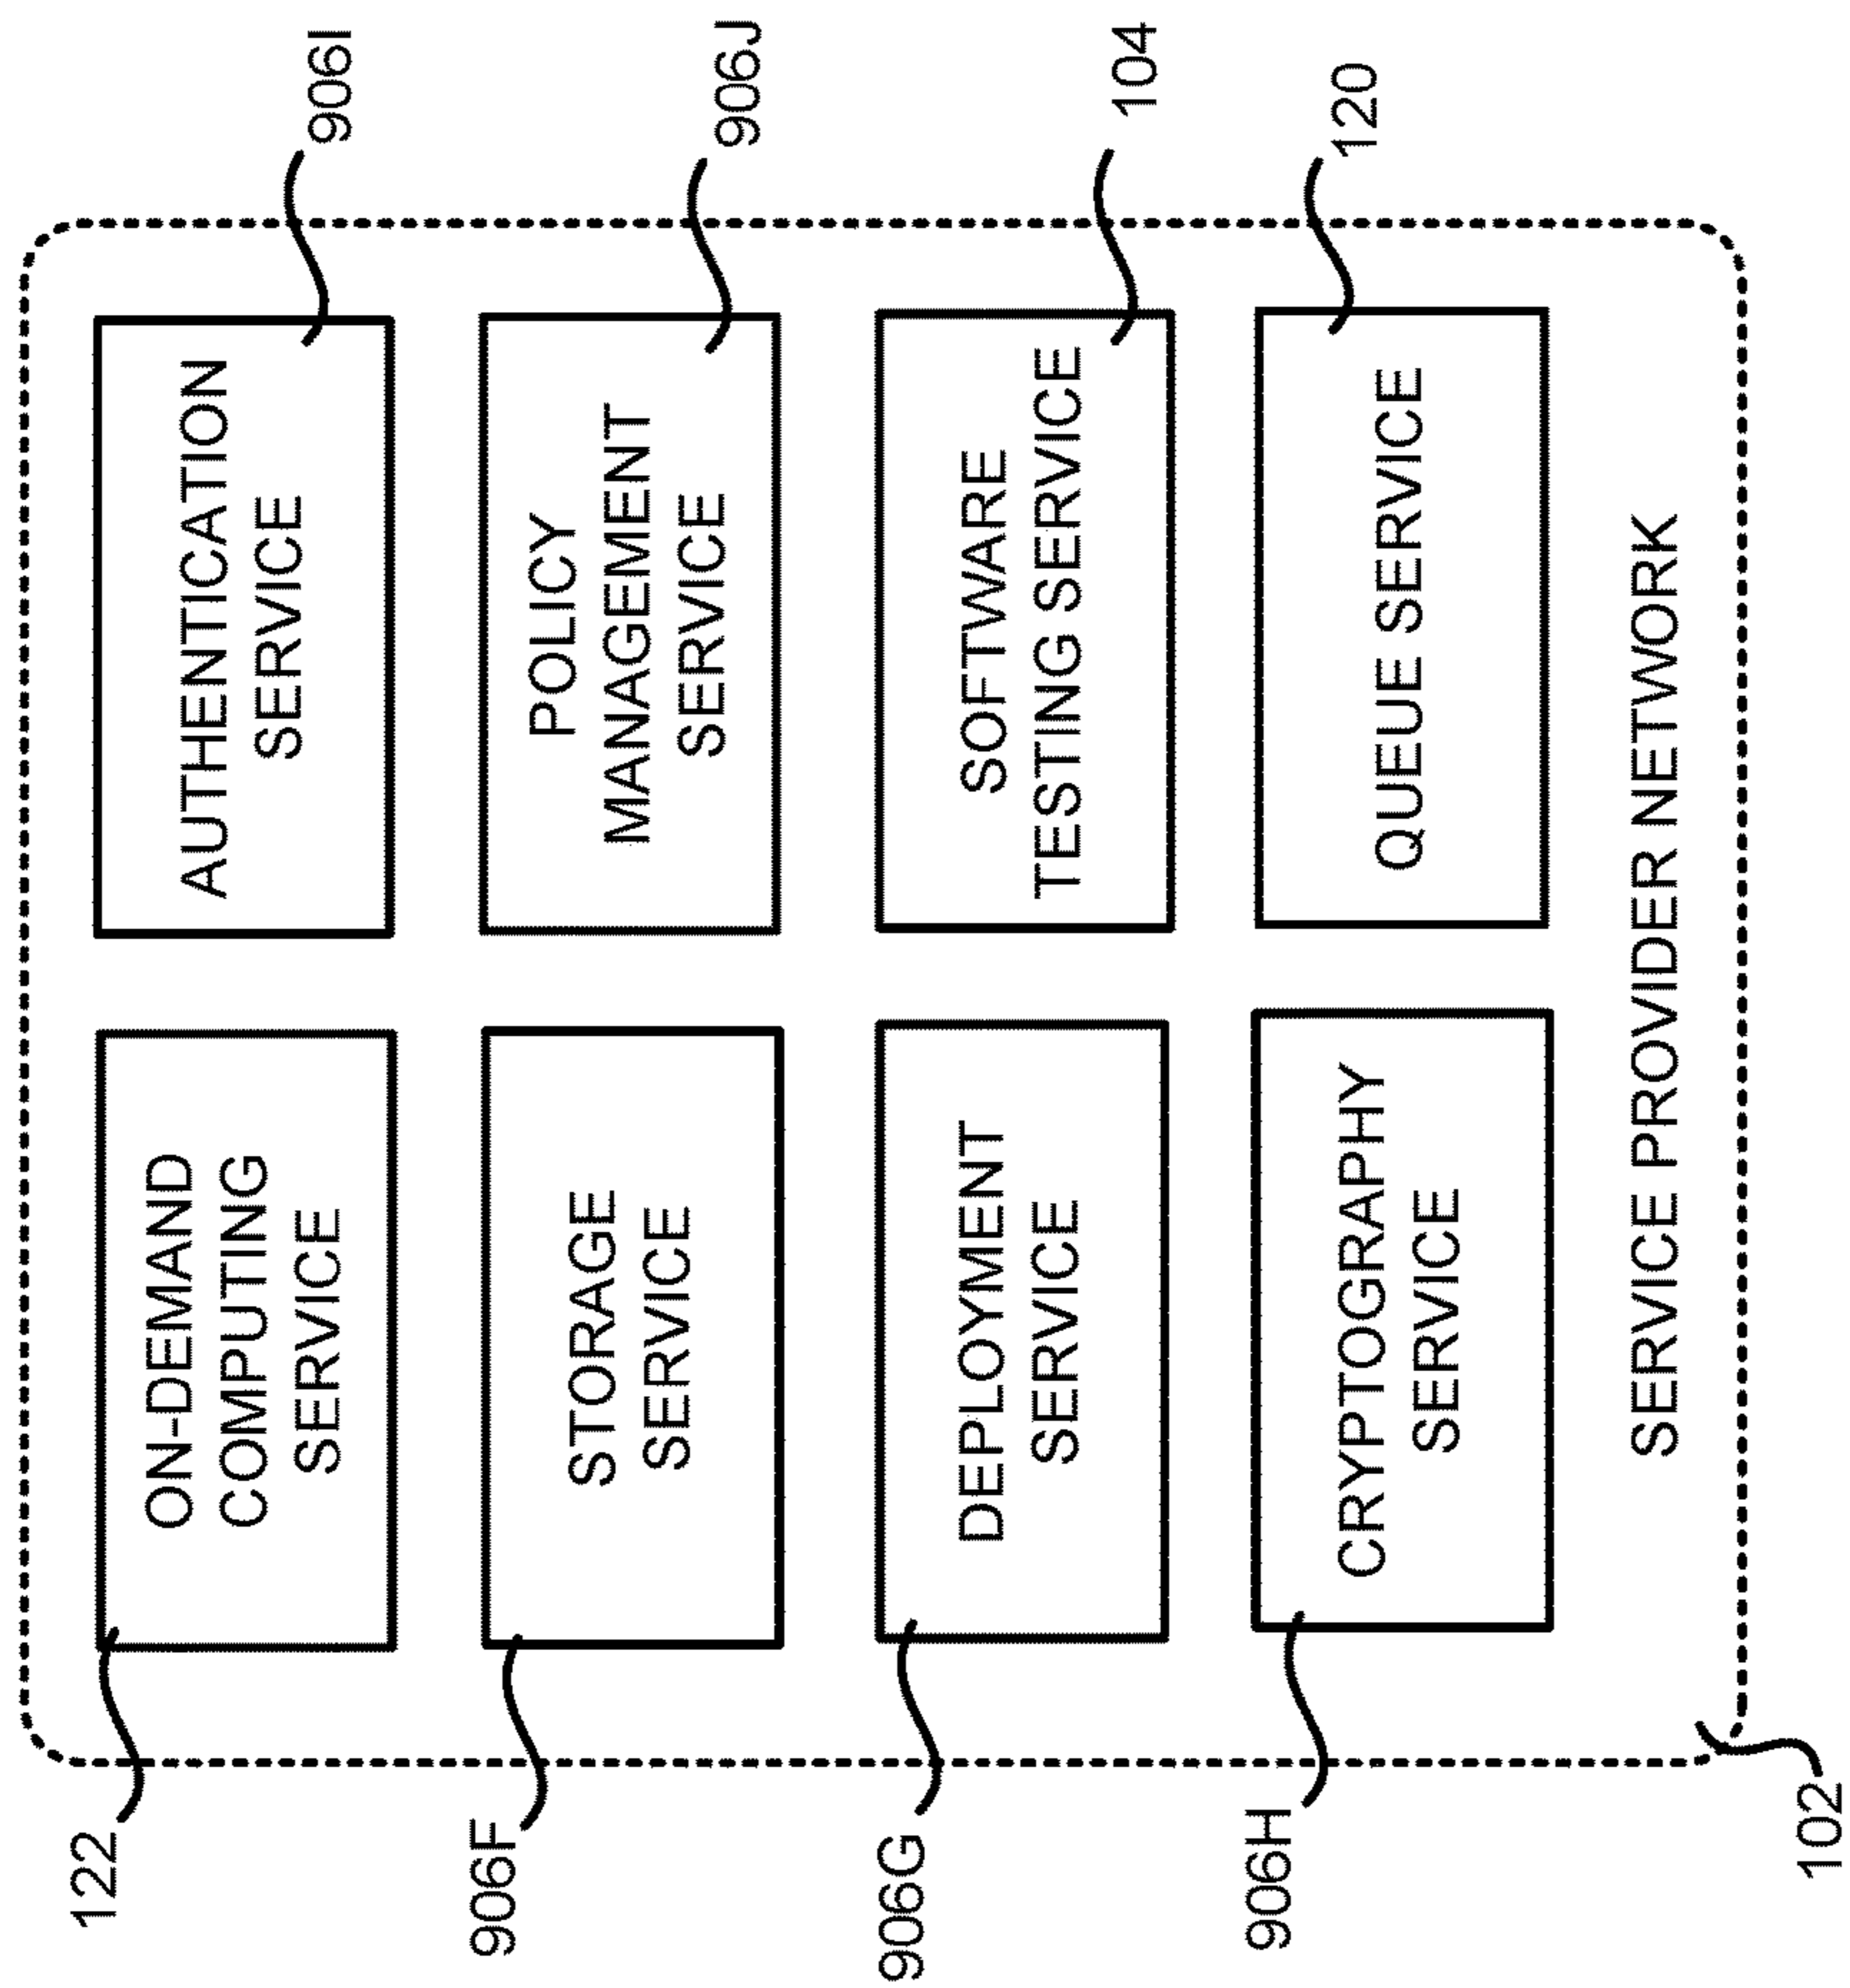 122
ON-DEMAND
COMPUTING
SERVICE
AUTHENTICATION
SERVICE
906I
906F
STORAGE
SERVICE
POLICY
MANAGEMENT
SERVICE
906J
906G
DEPLOYMENT
SERVICE
SOFTWARE
TESTING SERVICE
104
906H
CRYPTOGRAPHY
SERVICE
QUEUE SERVICE
120
SERVICE PROVIDER NETWORK
102